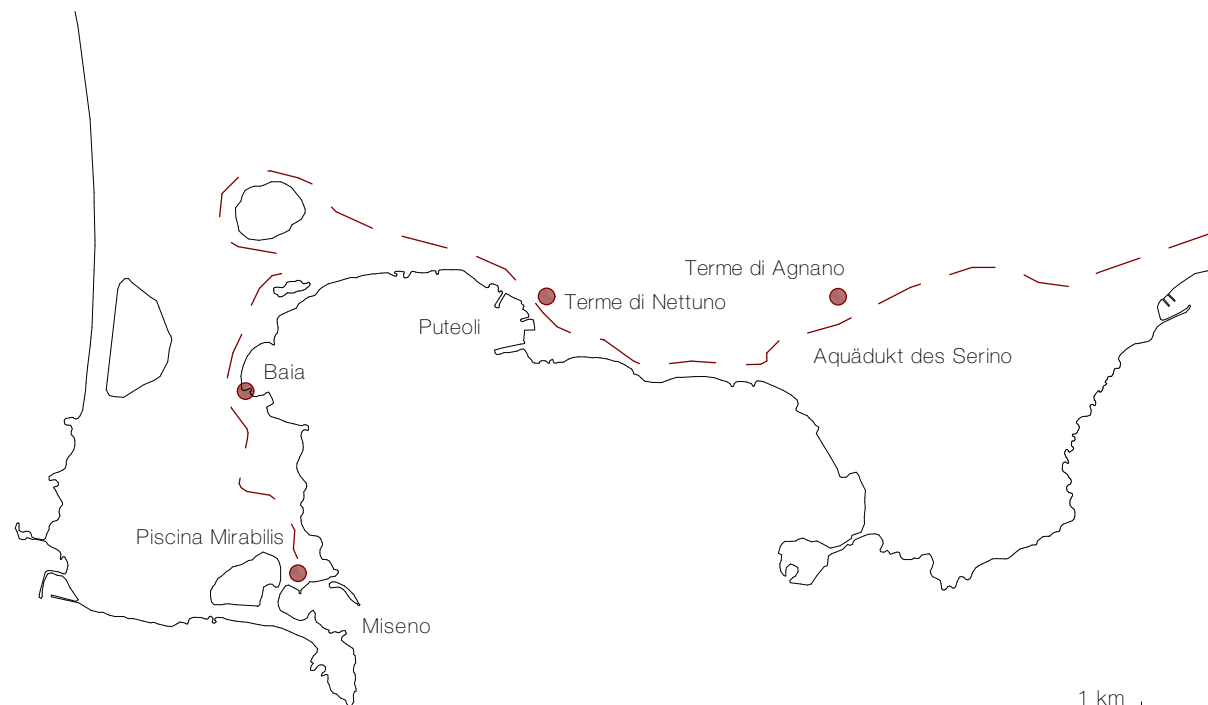 Terme di Agnano
Terme di Nettuno
Puteoli
Aquädukt des Serino
Baia
Piscina Mirabilis
Miseno
1 km